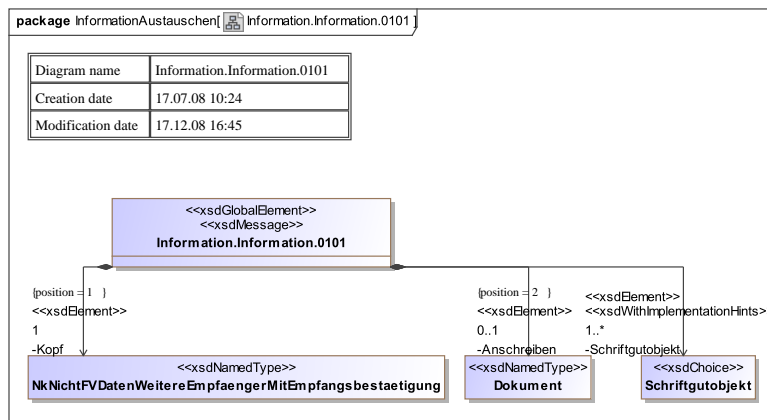 package InformationAustauschen[ Information.Information.0101 ]
Diagram name Information.Information.0101
Creation date 17.07.08 10:24
Modification date 17.12.08 16:45
<<xsdGlobalElement>>
<<xsdMessage>>
Information.Information.0101
{position = 1 }
<<xsdElement>>
1
-Kopf
{position = 2 }
<<xsdElement>>
0..1
-Anschreiben
<<xsdElement>>
<<xsdWithImplementationHints>
1..*
-Schriftgutobjekt
<<xsdNamedType>>
NkNichtFVDatenWeitereEmpfaengerMitEmpfangsbestaetigung
<<xsdNamedType>>
Dokument
<<xsdChoice>>
Schriftgutobjekt